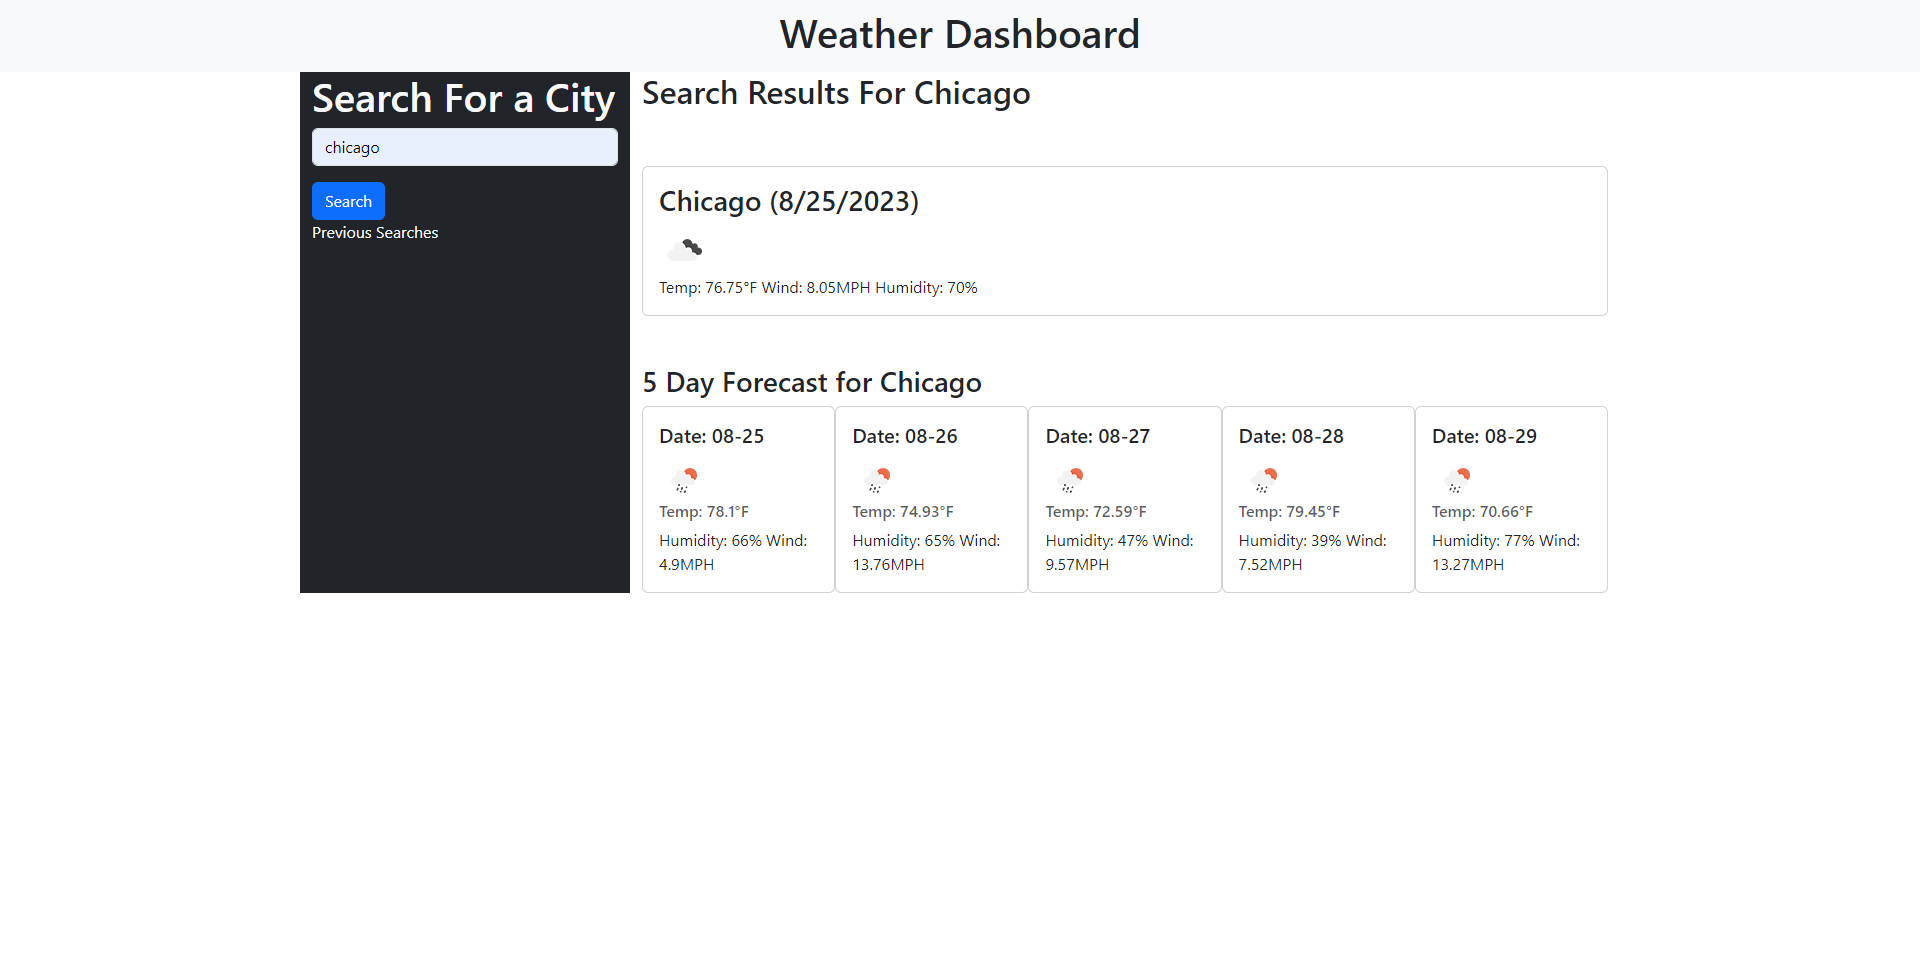 Weather Dashboard
Search For a City
chicago
Search
Previous Searches
Search Results For Chicago
Chicago (8/25/2023)
Temp: 76.75°F Wind: 8.05MPH Humidity: 70%
5 Day Forecast for Chicago
Date: 08-25
Temp: 78.1°F
Humidity: 66% Wind:
4.9MPH
Date: 08-26
Temp: 74.93°F
Humidity: 65% Wind:
13.76MPH
Date: 08-27
Temp: 72.59°F
Humidity: 47% Wind:
9.57MPH
Date: 08-28
Temp: 79.45°F
Humidity: 39% Wind:
7.52MPH
Date: 08-29
Temp: 70.66°F
Humidity: 77% Wind:
13.27MPH